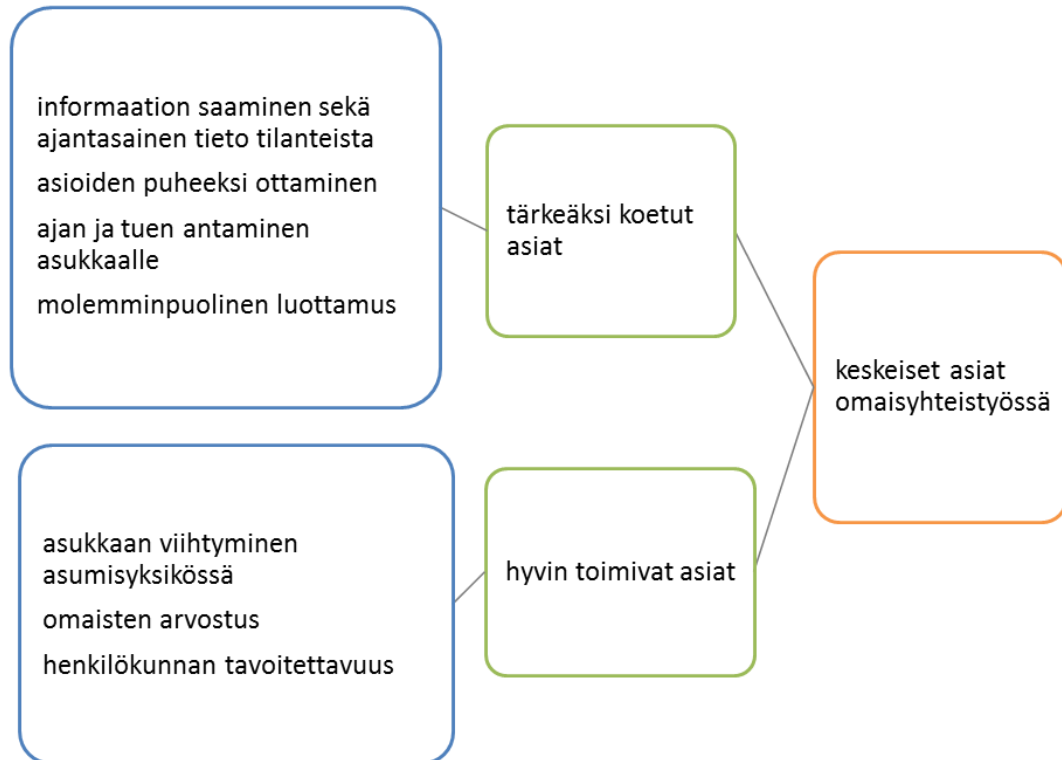 informaation saaminen sekä
ajantasainen tieto tilanteista
asioiden puheeksi ottaminen
ajan ja tuen antaminen
asukkaalle
molemminpuolinen luottamus
tärkeäksi koetut
asiat
keskeiset asiat
omaisyhteistyössä
asukkaan viihtyminen
asumisyksikössä
omaisten arvostus
henkilökunnan tavoitettavuus
hyvin toimivat asiat